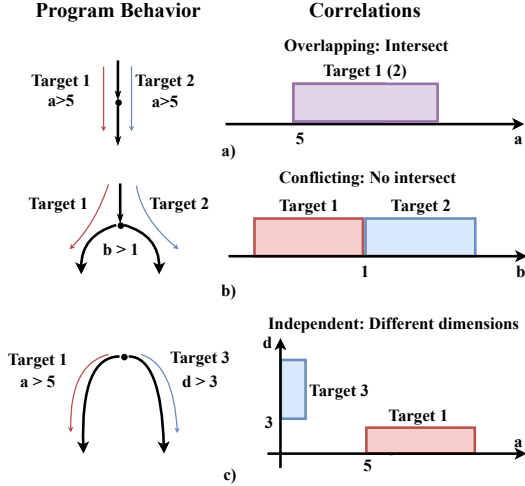 Program Behavior
Correlations
Overlapping: Intersect
Target 1
a>5
Target 2
a>5
Target 1 (2)
5
a
a)
Conflicting: No intersect
Target 1
Target 2
b > 1
Target 1
Target 2
1
b
b)
Independent: Different dimensions
Target 1
a > 5
Target 3
d > 3
d
Target 3
3
Target 1
5
a
c)